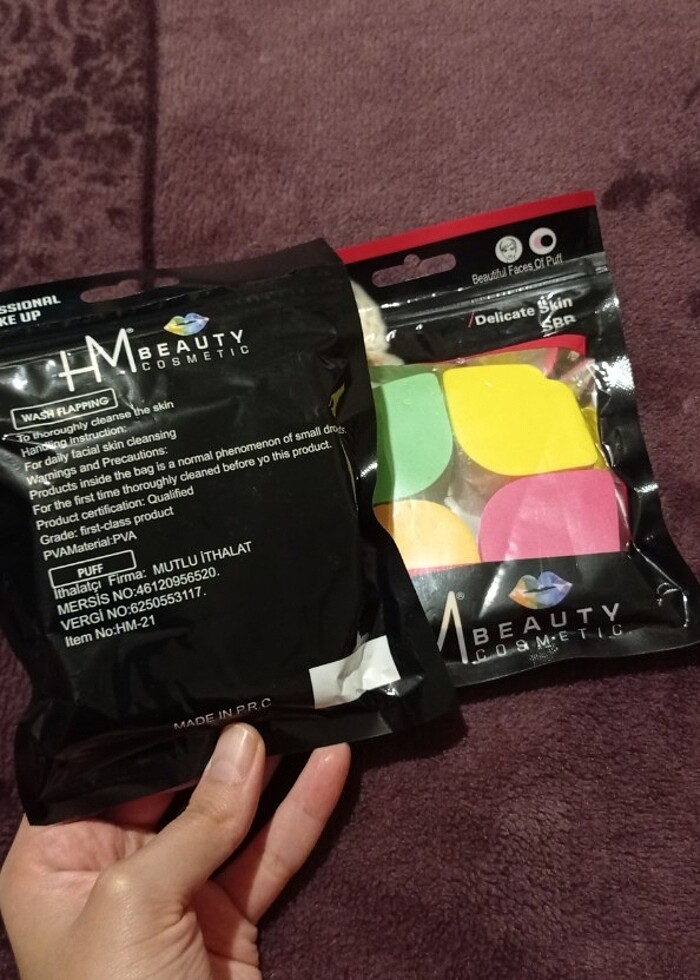 SSIONAL
KE UP
HM® BEAUTY
COSMETIC
WASH FLAPPING
To thoroughly cleanse the skin
Handling Instruction:
For daily facial skin cleansing
Warnings and Precautions:
Products inside the bag is a normal phenomenon of small drops.
For the first time thoroughly cleaned before yo this product.
Product certification: Qualified
Grade: first-class product
PVAMaterial:PVA
PUFF
İthalatçı Firma: MUTLU İTHALAT
MERSİS NO:46120956520.
VERGİ NO:6250553117.
Item No:HM-21
MADE IN P.R.C
Beautiful Faces Of Puff
Delicate Skin
SBR
BEAUTY
COSMETIC